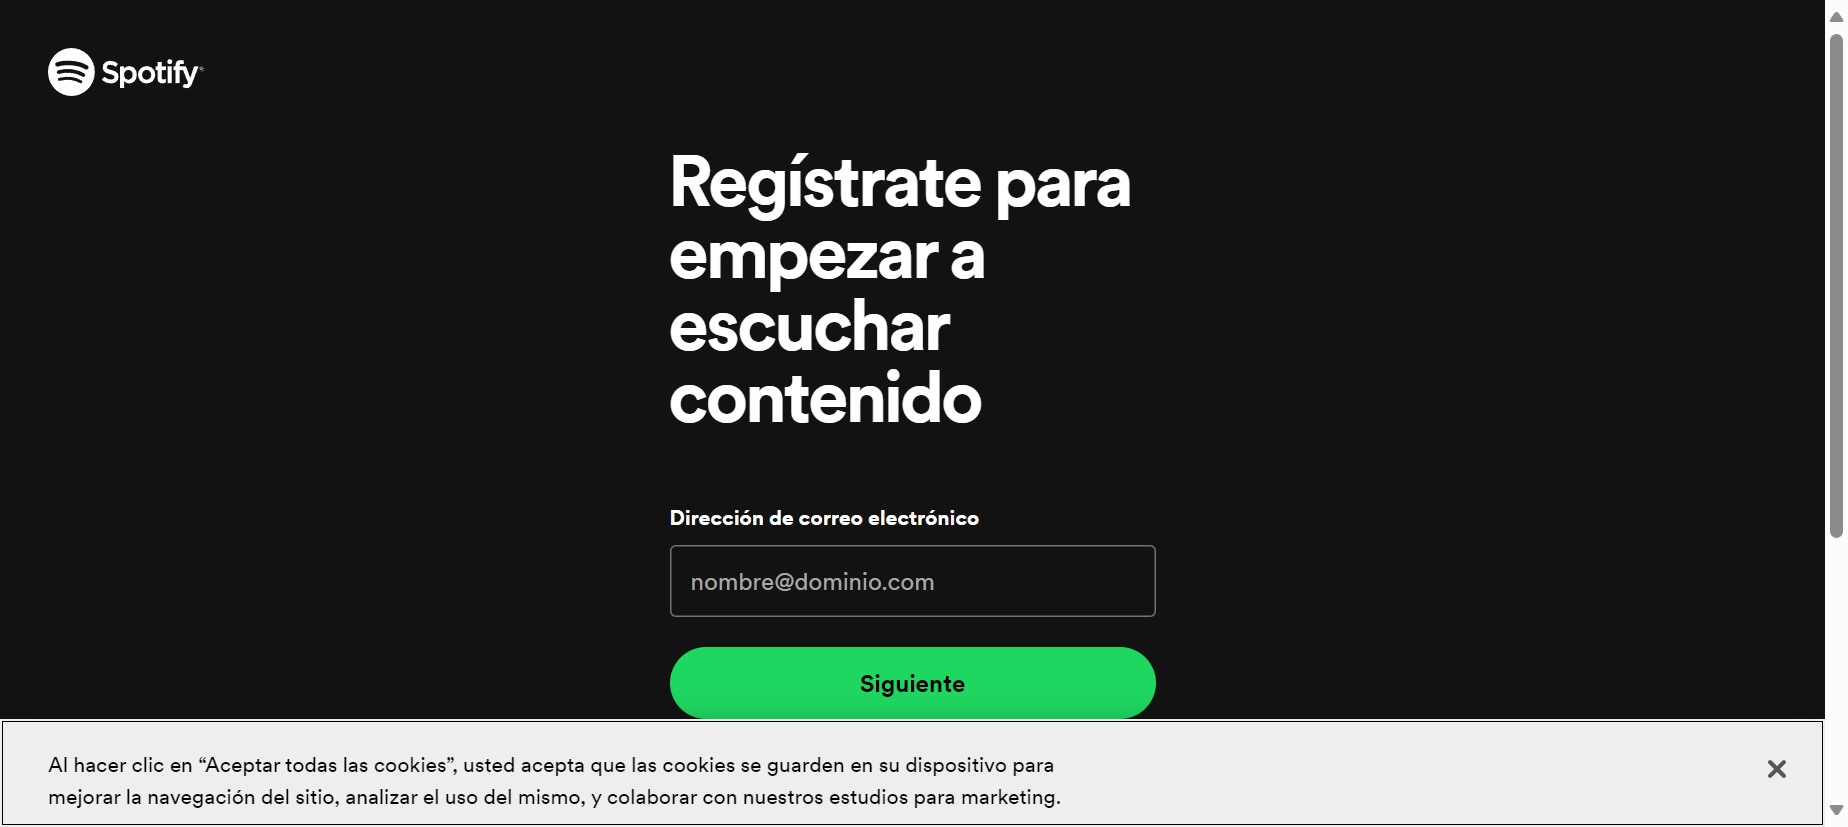 Spotify
Regístrate para
empezar a
escuchar
contenido
Dirección de correo electrónico
nombre@dominio.com
Siguiente
Al hacer clic en “Aceptar todas las cookies”, usted acepta que las cookies se guarden en su dispositivo para
mejorar la navegación del sitio, analizar el uso del mismo, y colaborar con nuestros estudios para marketing.